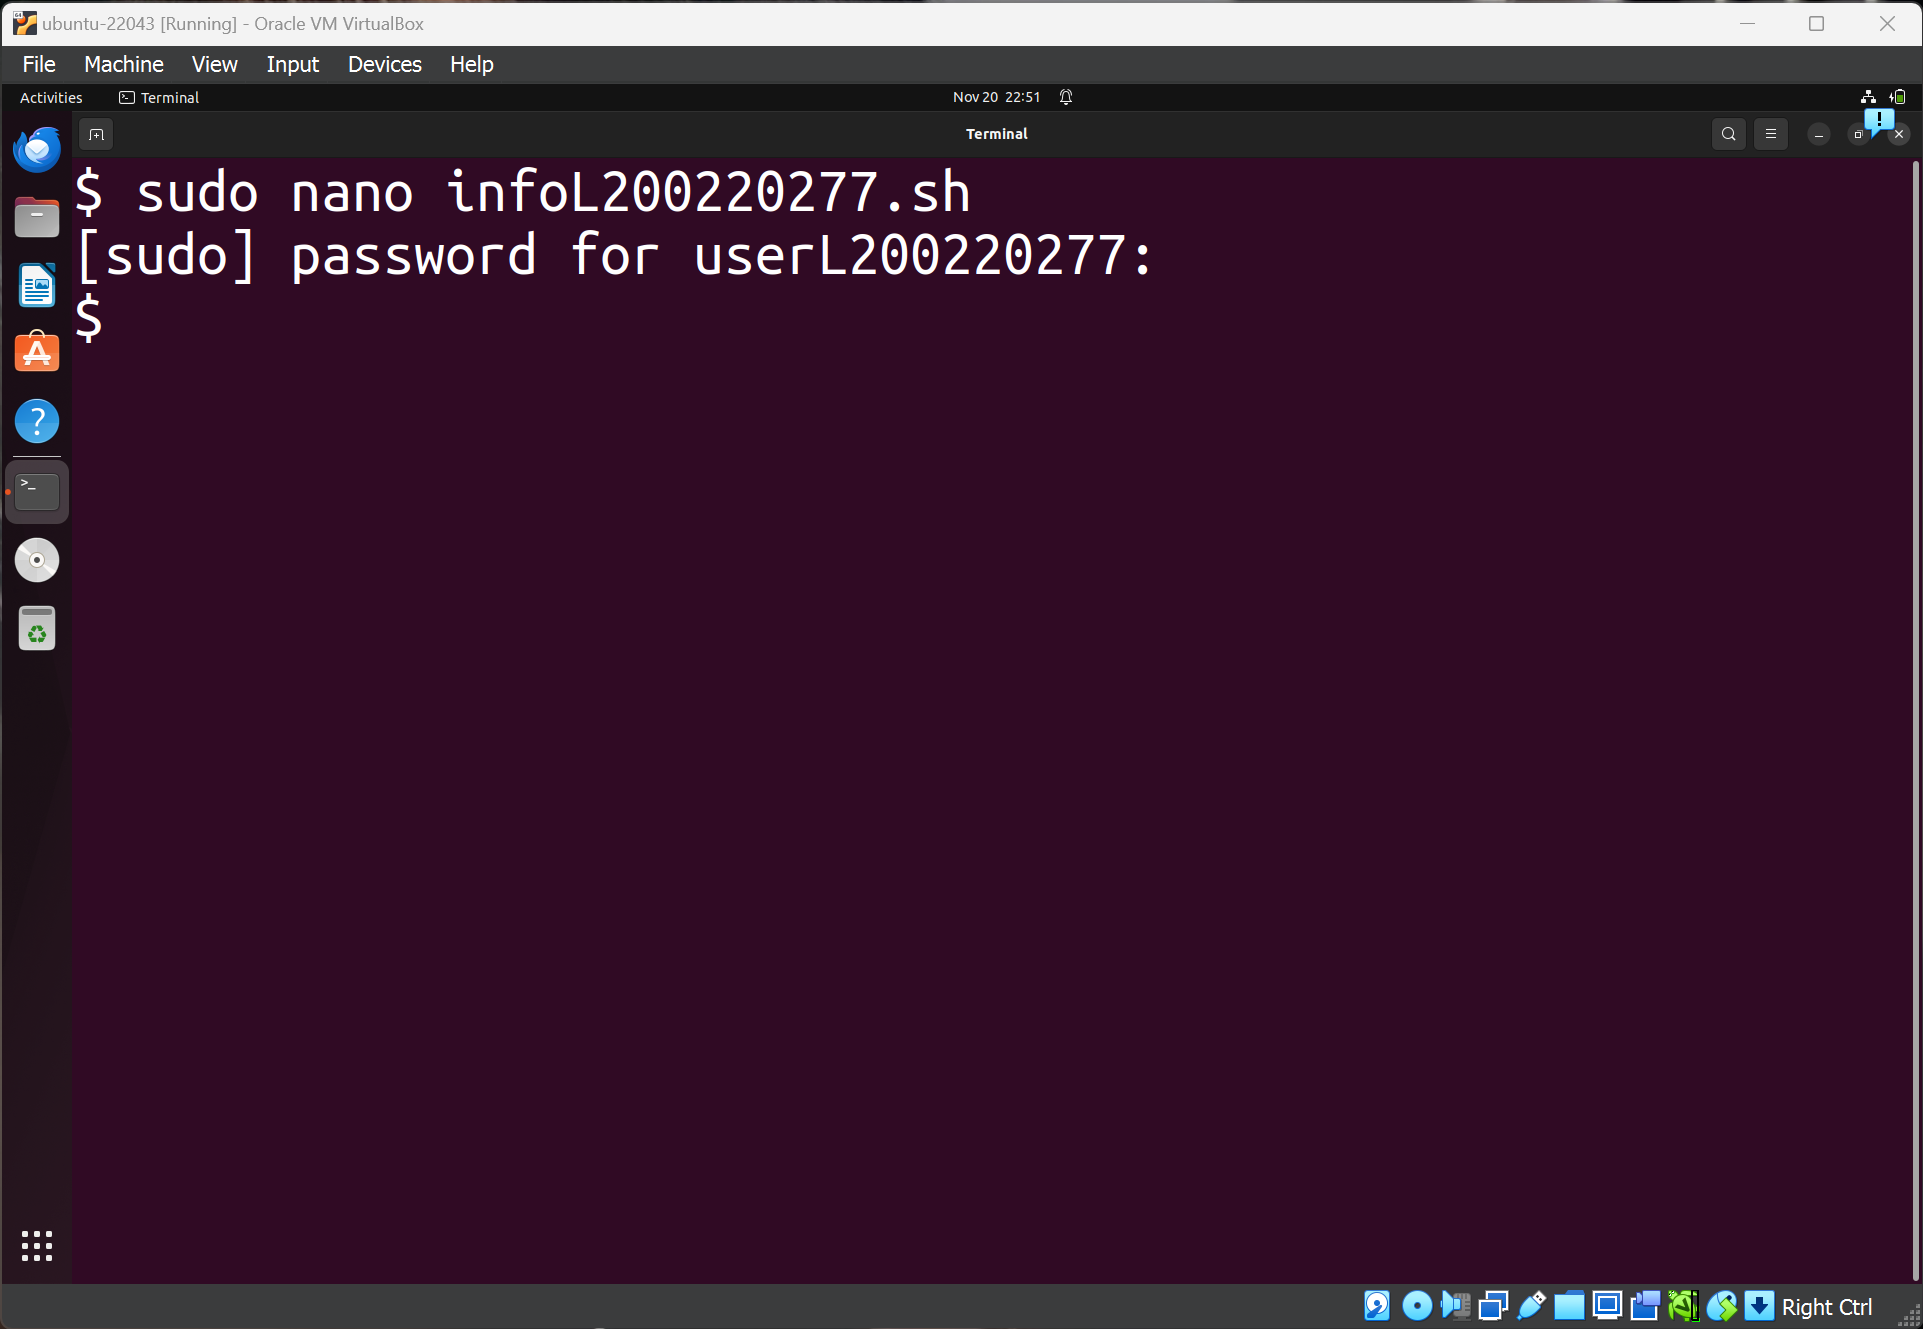 ubuntu-22043 [Running] - Oracle VM VirtualBox
File Machine View Input Devices Help
Activities Terminal Nov 20 22:51
Terminal
$ sudo nano infoL200220277.sh
[sudo] password for userL200220277:
$
Right Ctrl